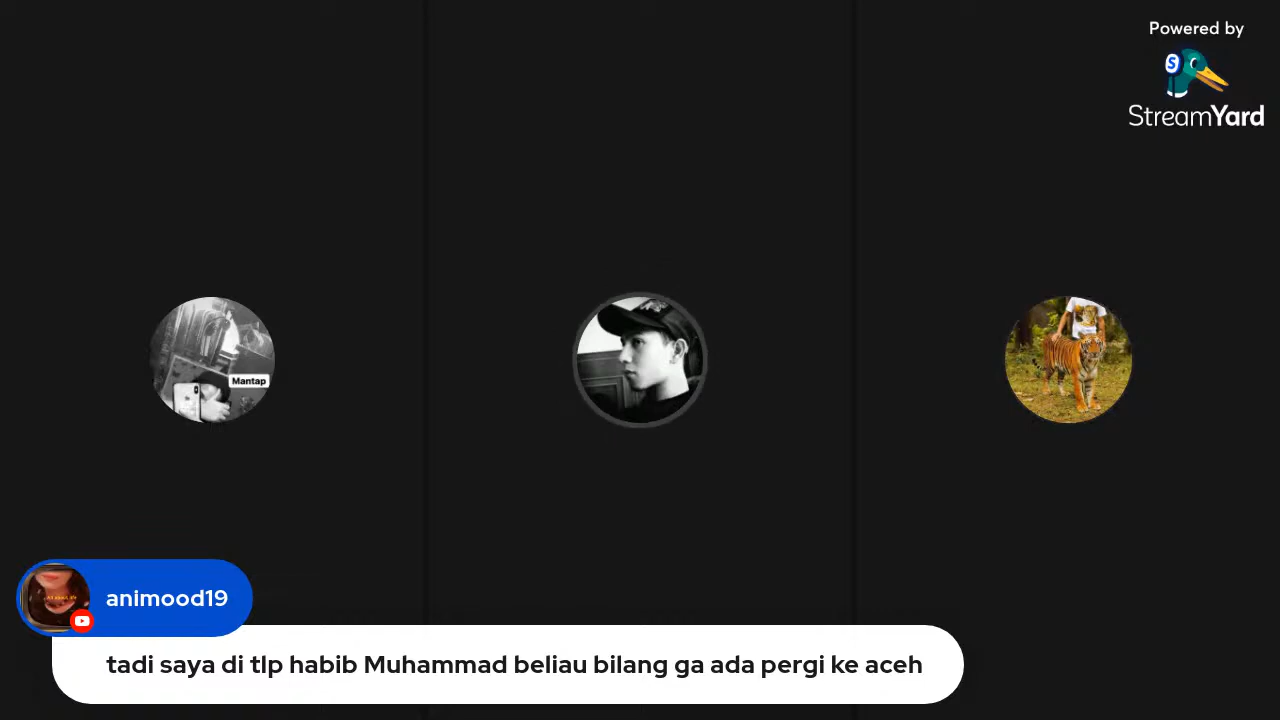 Powered by
S
StreamYard
Mantap
animood19
tadi saya di tlp habib Muhammad beliau bilang ga ada pergi ke aceh